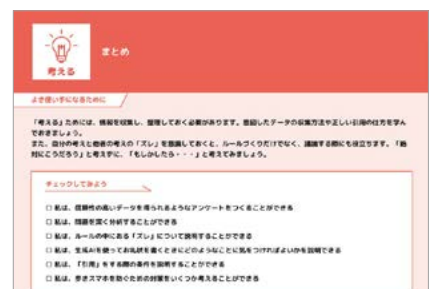 まとめ
考える
よき使い手になるために
「考える」ためには、情報を収集し、整理しておく必要があります。意図したデータの収集方法や正しい引用の仕方を学ん
でおきましょう。
また、自分の考えと他者の考えの「ズレ」を意識しておくと、ルールづくりだけでなく、議論する際にも役立ちます。「絶
対にこうだろう」と考えずに、「もしかしたら・・・」と考えてみましょう。
チェックしてみよう
□ 私は、信頼性の高いデータを得られるようなアンケートをつくることができる
□ 私は、問題を深く分析することができる
□ 私は、ルールの中にある「ズレ」について説明することができる
□ 私は、生成AIを使ってお礼状を書くときにどのようなことに気をつければよいかを説明できる
□ 私は、「引用」をする際の条件を説明することができる
□ 私は、歩きスマホを防ぐための対策をいくつか考えることができる